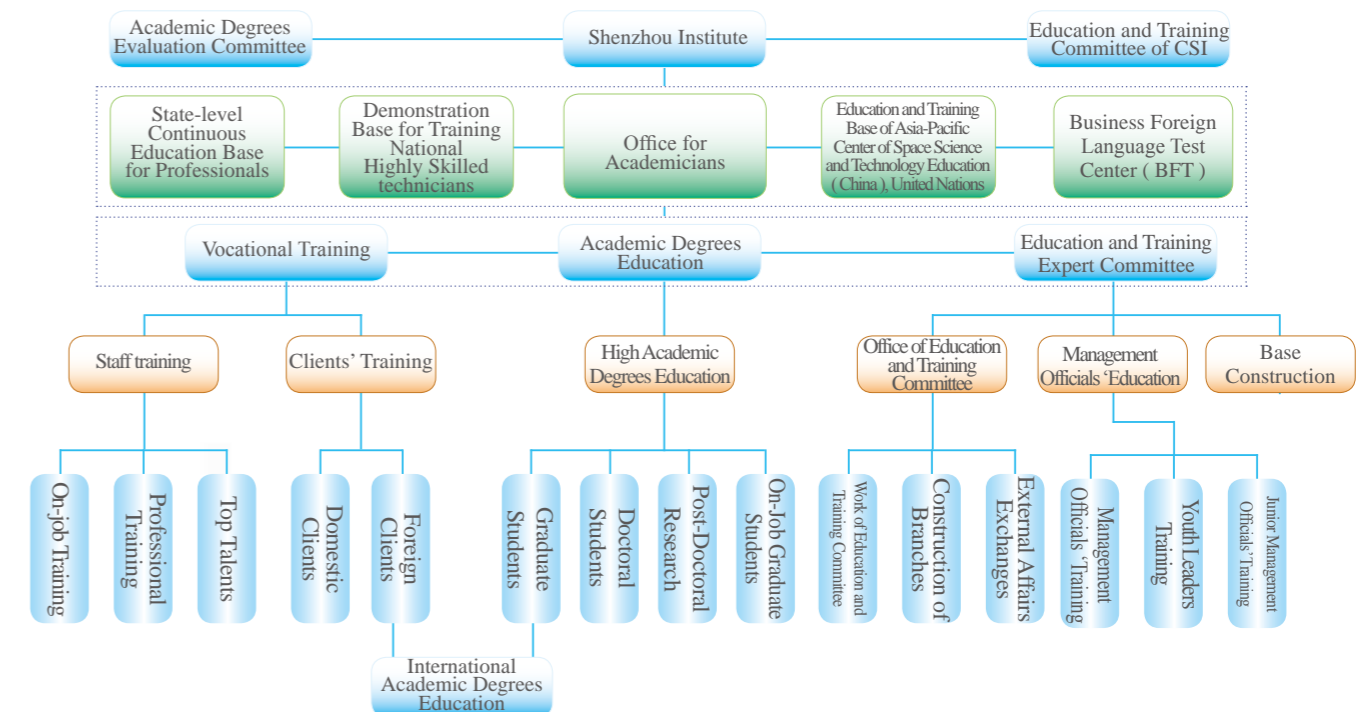 Academic Degrees
Evaluation Committee
Shenzhou Institute
Education and Training
Committee of CSI
State-level
Continuous
Education Base
for Professionals
Demonstration
Base for Training
National
Highly Skilled
technicians
Office for
Academicians
Education and Training
Base of Asia-Pacific
Center of Space Science
and Technology Education
( China ), United Nations
Business Foreign
Language Test
Center ( BFT )
Vocational Training
Academic Degrees
Education
Education and Training
Expert Committee
Staff training
Clients’ Training
High Academic
Degrees Education
Office of Education
and Training
Committee
Management
Officials ‘Education
Base
Construction
On-job Training
Professional
Training
Top Talents
Domestic
Clients
Foreign
Clients
Graduate
Students
Doctoral
Students
Post-Doctoral
Research
On-Job Graduate
Students
Work of Education and
Training Committee
Construction of
Branches
External Affairs
Exchanges
Management
Officials ‘Training
Youth Leaders
Training
Junior Management
Officials’ Training
International
Academic Degrees
Education